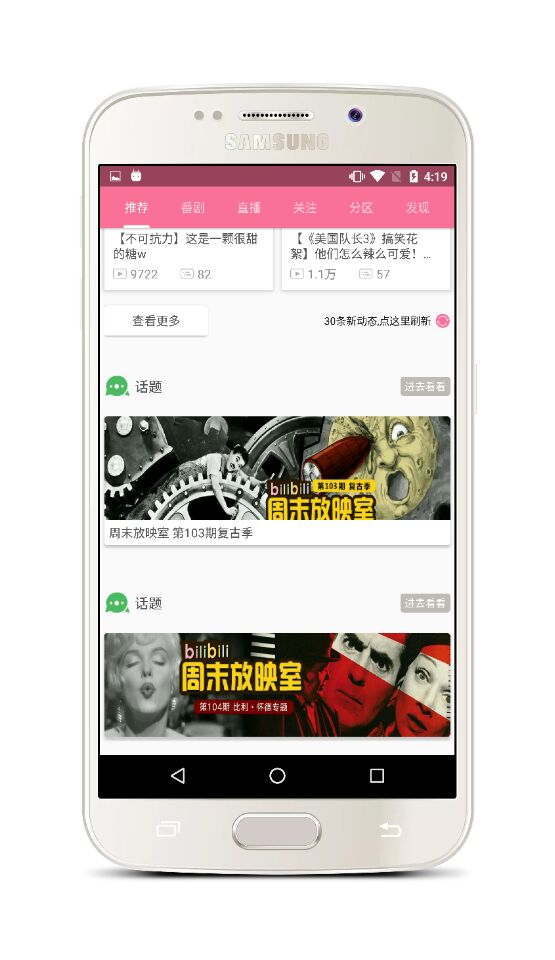 SAMSUNG
4:19
推荐 番剧 直播 关注 分区 发现
【不可抗力】这是一颗很甜
的糖w
9722 82
【《美国队长3》搞笑花
絮】他们怎么辣么可爱！...
1.1万 57
查看更多
30条新动态,点这里刷新
话题
进去看看
bilibili
第103期 复古季
周末放映室
周末放映室 第103期复古季
话题
进去看看
bilibili
周末放映室
第104期 比利·怀德专题